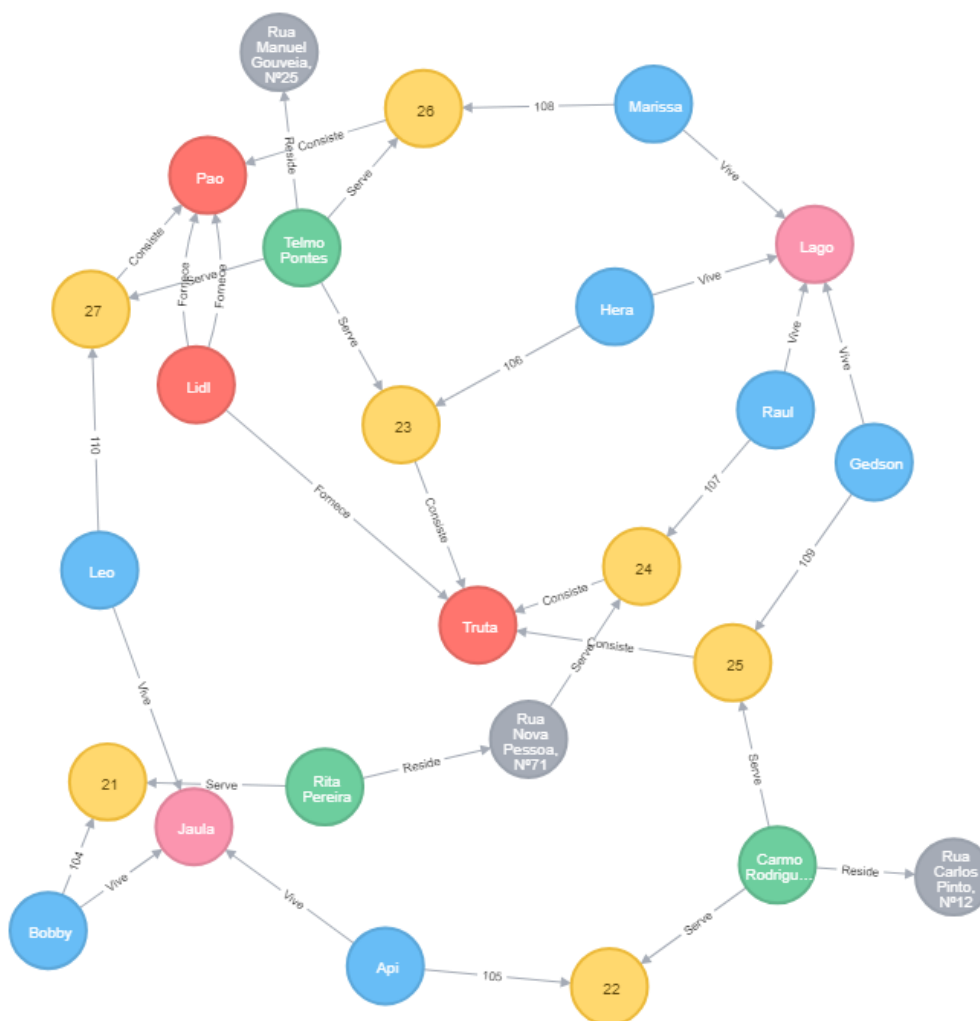 Rua
Manuel
Gouveia,
Nº25
26
108
Marissa
Consiste
Reside
Vive
Pao
Serve
Telmo
Pontes
Lago
Consiste
Serve
Fornece
Fornece
Vive
Hera
27
Serve
106
Vive
Vive
Lidl
Raul
23
110
Gedson
Fornece
Consiste
107
109
Leo
24
Consiste
Truta
Consiste
25
Serve
Vive
Rua
Nova
Pessoa,
Nº71
Reside
21
Serve
Rita
Pereira
Serve
Jaula
104
Vive
Carmo
Rodrigu...
Reside
Rua
Carlos
Pinto,
Nº12
Vive
Serve
Bobby
Api
105
22